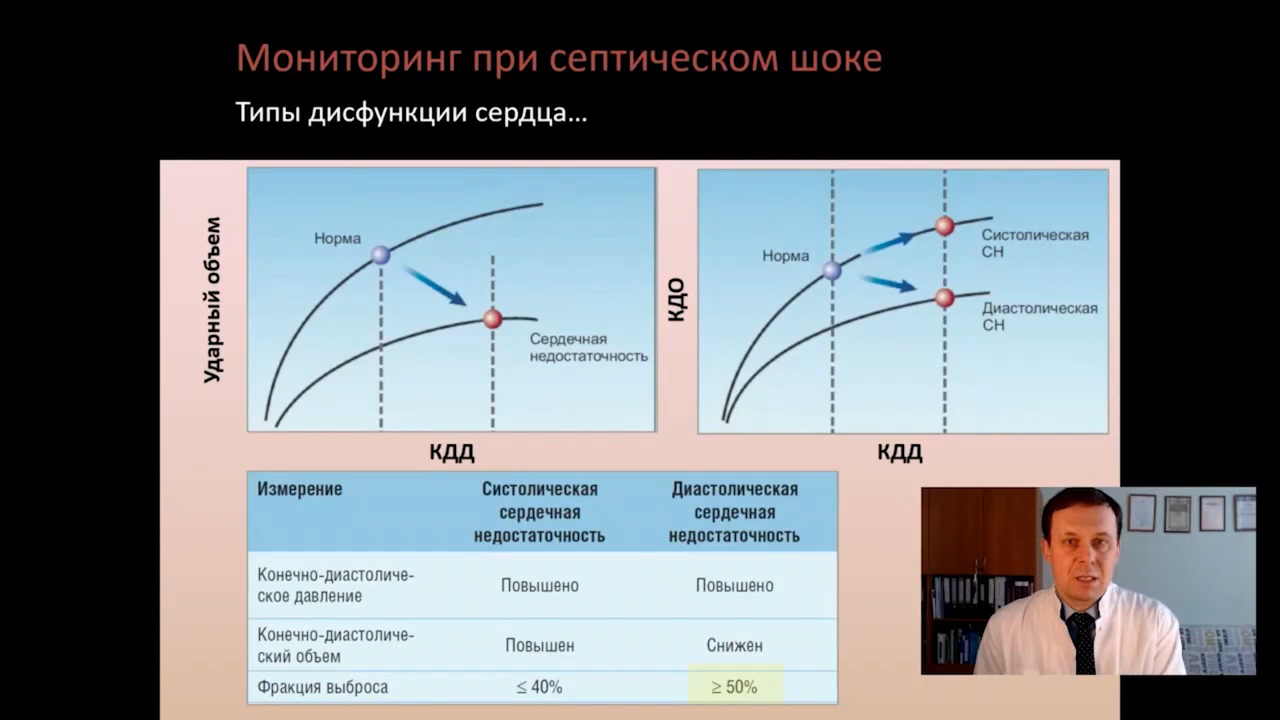 Мониторинг при септическом шоке
Типы дисфункции сердца...
Ударный объем
Норма
Сердечная
недостаточность
КДД
КДО
Норма
Систолическая
СН
Диастолическая
СН
КДД
Измерение
Систолическая
сердечная
недостаточность
Диастолическая
сердечная
недостаточность
Конечно-диастоличе-
ское давление
Повышено
Повышено
Конечно-диастоличе-
ский объем
Повышен
Снижен
Фракция выброса
≤ 40%
≥ 50%